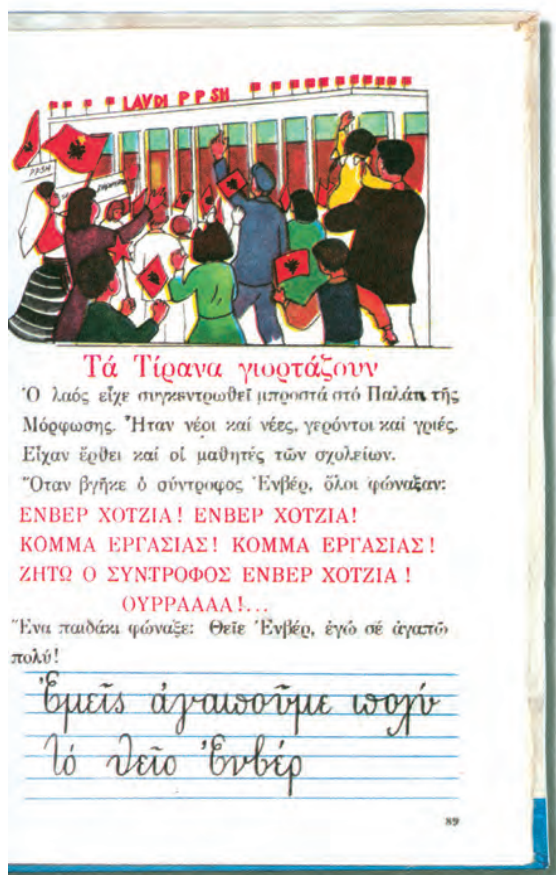 LAVDI PPSH
PPSH
Τά Τίρανα γιορτάζουν
Ὁ λαός εἶχε συγκεντρωθεῖ μπροστά στό Παλάτι τῆς
Μόρφωσης. Ἦταν νέοι καί νέες, γερόντοι καί γριές.
Εἶχαν ἔρθει καί οἱ μαθητές τῶν σχολείων.
Ὅταν βγῆκε ὁ σύντροφος Ἐνβέρ, ὅλοι φώναξαν:
ΕΝΒΕΡ ΧΟΤΖΙΑ! ΕΝΒΕΡ ΧΟΤΖΙΑ!
ΚΟΜΜΑ ΕΡΓΑΣΙΑΣ! ΚΟΜΜΑ ΕΡΓΑΣΙΑΣ!
ΖΗΤΩ Ο ΣΥΝΤΡΟΦΟΣ ΕΝΒΕΡ ΧΟΤΖΙΑ!
ΟΥΡΡΑΑΑΑ!...
Ἕνα παιδάκι φώναξε: Θεῖε Ἐνβέρ, ἐγώ σέ ἀγαπῶ
πολύ!
Ἐμεῖς ἀγαποῦμε πολύ
τό θεῖο Ἐνβέρ
89